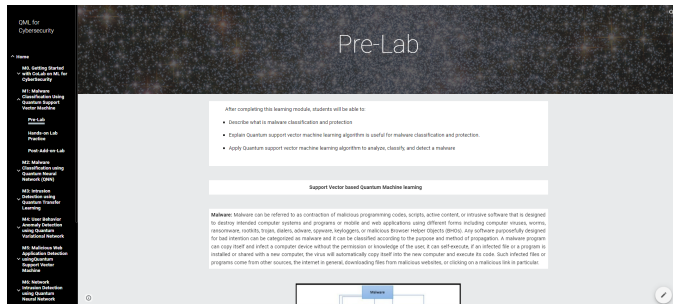 QML for
Cybersecurity
Home
M0. Getting Started
with CoLab on ML for
CyberSecurity
M1: Malware
Classification Using
Quantum Support
Vector Machine
Pre-Lab
Hands-on Lab
Practice
Post-Add-on-Lab
M2: Malware
Classification using
Quantum Neural
Network (QNN)
M3: Intrusion
Detection using
Quantum Transfer
Learning
M4: User Behavior
Anomaly Detection
using Quantum
Variational Network
M5: Malicious Web
Application Detection
usingQuantum
Support Vector
Machine
M6: Network
Intrusion Detection
using Quantum
Neural Network
Pre-Lab
After completing this learning module, students will be able to:
Describe what is malware classification and protection
Explain Quantum support vector machine learning algorithm is useful for malware classification and protection.
Apply Quantum support vector machine learning algorithm to analyze, classify, and detect a malware
Support Vector based Quantum Machine learning
Malware: Malware can be referred to as contraction of malicious programming codes, scripts, active content, or intrusive software that is designed
to destroy intended computer systems and programs or mobile and web applications using different forms including computer viruses, worms,
ransomware, rootkits, trojan, dialers, adware, spyware, keyloggers, or malicious Browser Helper Objects (BHOs). Any software purposefully designed
for bad intention can be categorized as malware and it can be classified according to the purpose and method of propagation. A malware program
can copy itself and infect a computer device without the permission or knowledge of the user, it can self-execute, if an infected file or a program is
installed or shared with a new computer, the virus will automatically copy itself into the new computer and execute its code. Such infected files or
programs come from other sources, the internet in general, downloading files from malicious websites, or clicking on a malicious link in particular.
Malware